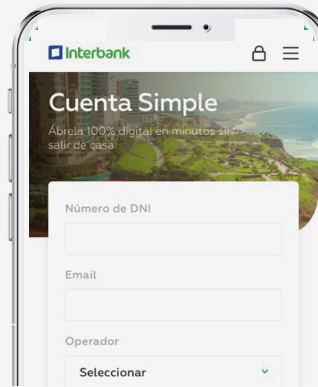 Interbank
Cuenta Simple
Ábrela 100% digital en minutos sin
salir de casa.
Número de DNI
Email
Operador
Seleccionar